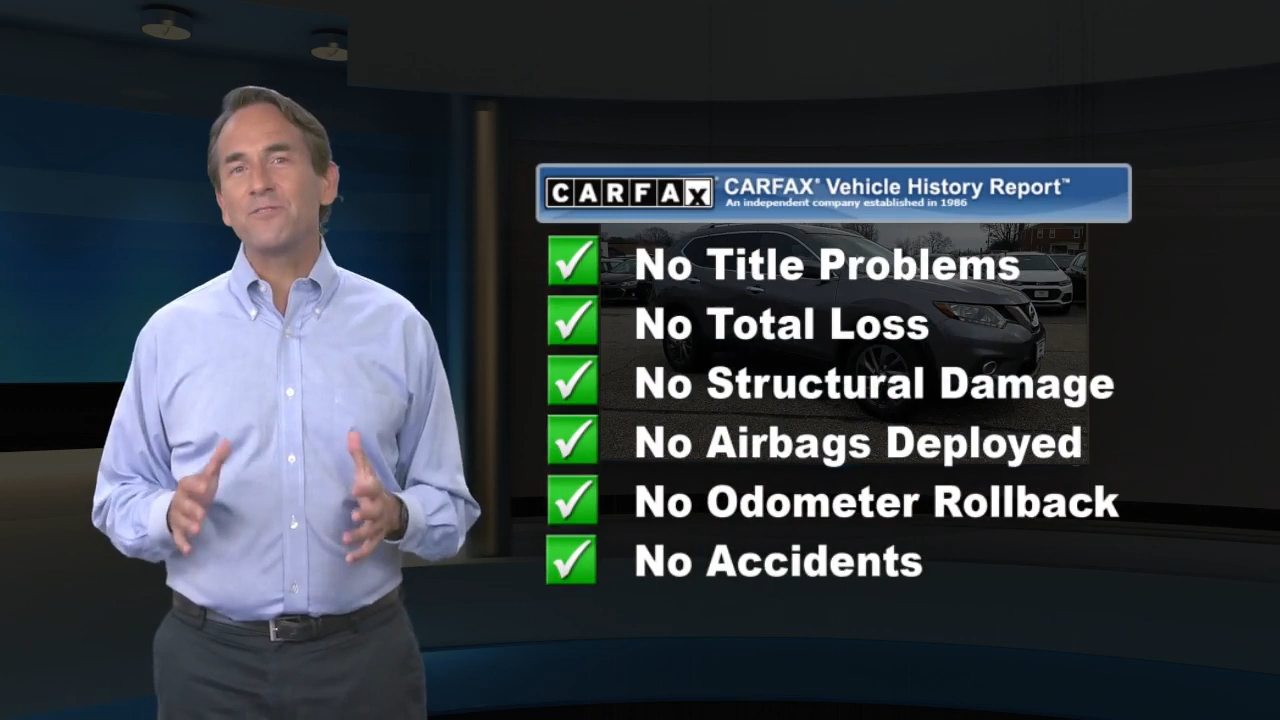 CARFAX CARFAX® Vehicle History Report™
An independent company established in 1986
No Title Problems
No Total Loss
No Structural Damage
No Airbags Deployed
No Odometer Rollback
No Accidents